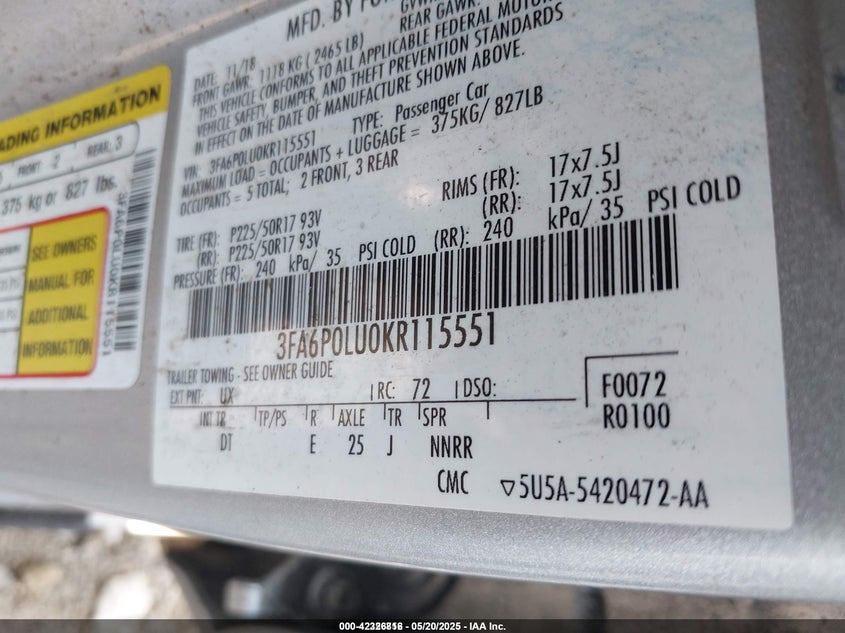 ADING INFORMATION
FRONT 2 REAR 3
375 kg or 827 lbs.
SEE OWNERS
MANUAL FOR
ADDITIONAL
INFORMATION
3FA6P0LU0KR115551
MFD. BY FO
GVW
REAR GAWR:
DATE: 11/18
FRONT GAWR: 1118 KG ( 2465 LB)
THIS VEHICLE CONFORMS TO ALL APPLICABLE FEDERAL MOTOR
VEHICLE SAFETY, BUMPER, AND THEFT PREVENTION STANDARDS
IN EFFECT ON THE DATE OF MANUFACTURE SHOWN ABOVE.
VIN: 3FA6P0LU0KR115551 TYPE: Passenger Car
MAXIMUM LOAD = OCCUPANTS + LUGGAGE = 375KG/ 827LB
OCCUPANTS = 5 TOTAL; 2 FRONT, 3 REAR
RIMS (FR): 17x7.5J
(RR): 17x7.5J
TIRE (FR): P225/50R17 93V
(RR): P225/50R17 93V
PRESSURE (FR): 240 kPa/ 35 PSI COLD (RR): 240 kPa/ 35 PSI COLD
3FA6P0LU0KR115551
TRAILER TOWING - SEE OWNER GUIDE
EXT PNT: UX RC: 72 DSO:
F0072
R0100
INT TR TP/PS R AXLE TR SPR
DT E 25 J NNRR
CMC ▽5U5A-5420472-AA
05/20/2025 - IAA Inc.